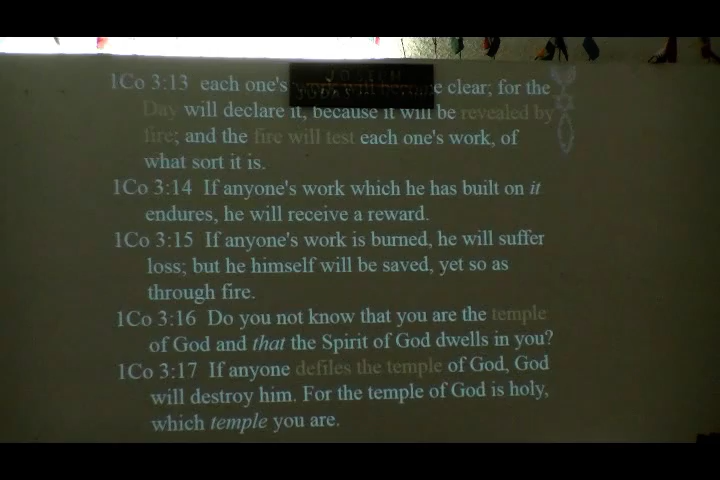 1Co 3:13 each one's work will become clear; for the
Day will declare it, because it will be revealed by
fire; and the fire will test each one's work, of
what sort it is.
1Co 3:14 If anyone's work which he has built on it
endures, he will receive a reward.
1Co 3:15 If anyone's work is burned, he will suffer
loss; but he himself will be saved, yet so as
through fire.
1Co 3:16 Do you not know that you are the temple
of God and that the Spirit of God dwells in you?
1Co 3:17 If anyone defiles the temple of God, God
will destroy him. For the temple of God is holy,
which temple you are.